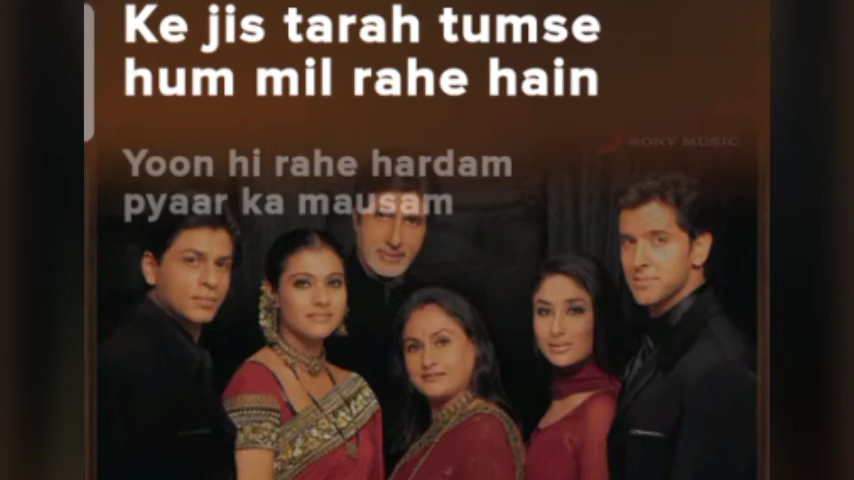 Ke jis tarah tumse
hum mil rahe hain
SONY MUSIC
Yoon hi rahe hardam
pyaar ka mausam